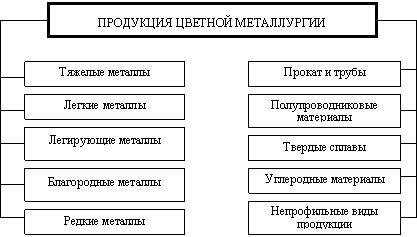 ПРОДУКЦИЯ ЦВЕТНОЙ МЕТАЛЛУРГИИ
Тяжелые металлы
Легкие металлы
Легирующие металлы
Благородные металлы
Редкие металлы
Прокат и трубы
Полупроводниковые
материалы
Твердые сплавы
Углеродные материалы
Непрофильные виды
продукции